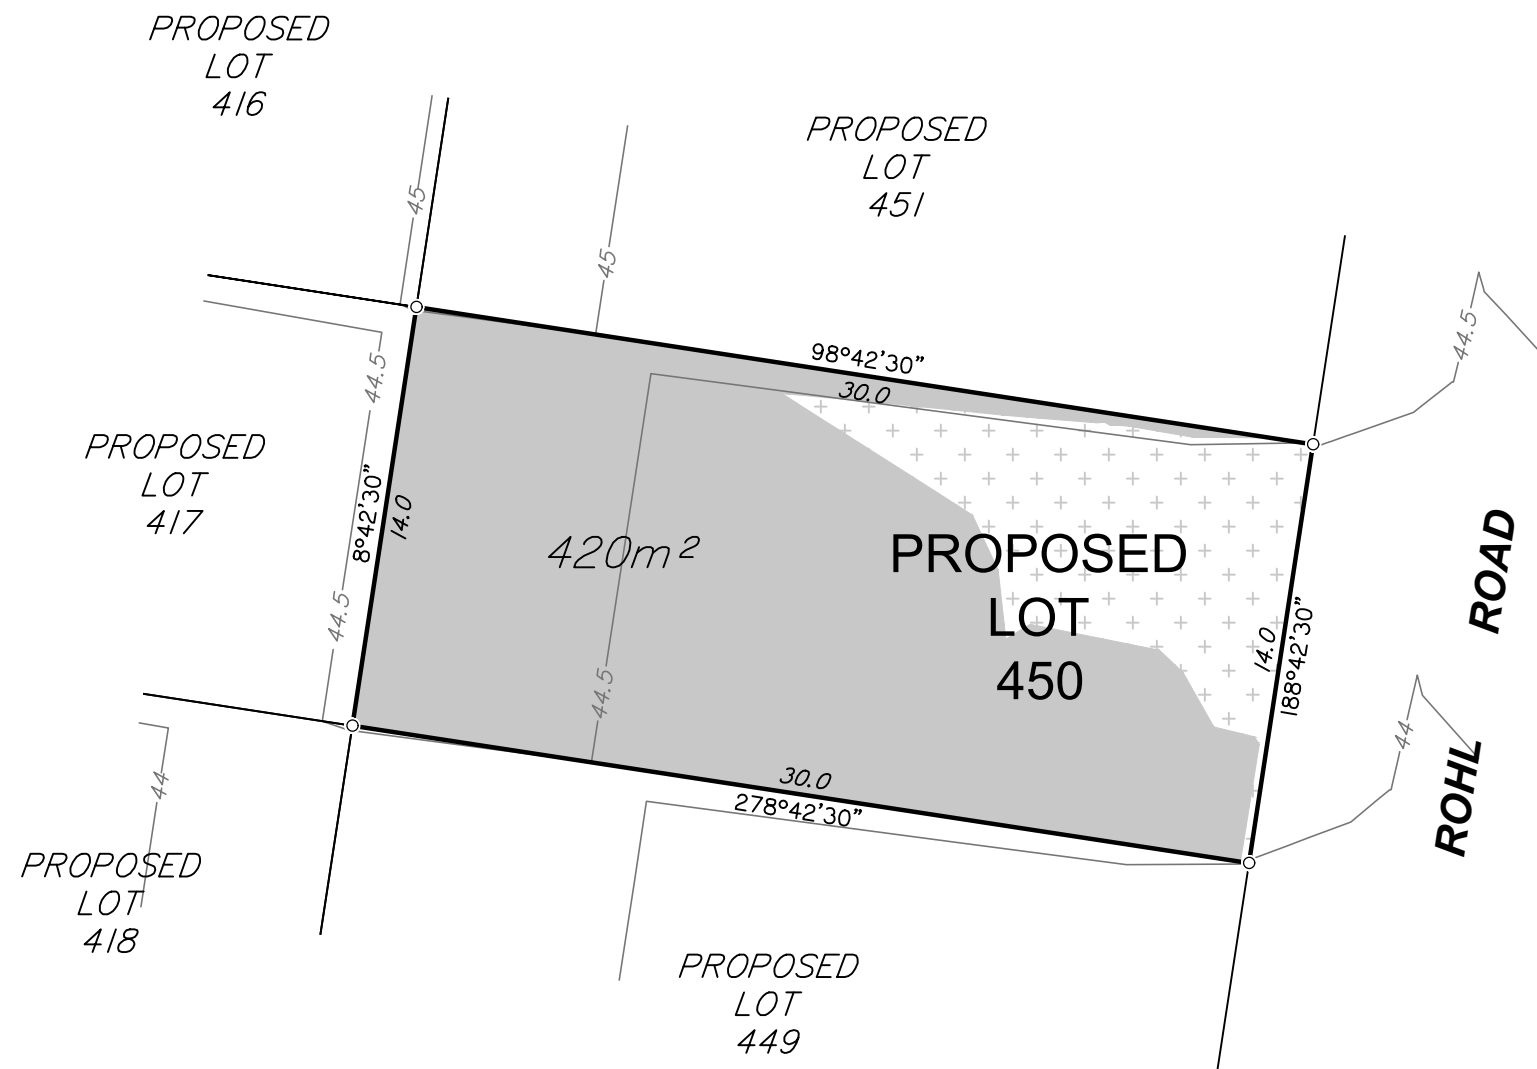 PROPOSED
LOT
416
PROPOSED
LOT
451
45
45
98°42'30"
30.0
44.5
44.5
PROPOSED
LOT
417
8°42'30"
14.0
420m²
PROPOSED
LOT
450
ROAD
44.5
44.5
14.0
188°42'30"
44
ROHL
30.0
278°42'30"
44
PROPOSED
LOT
418
PROPOSED
LOT
449